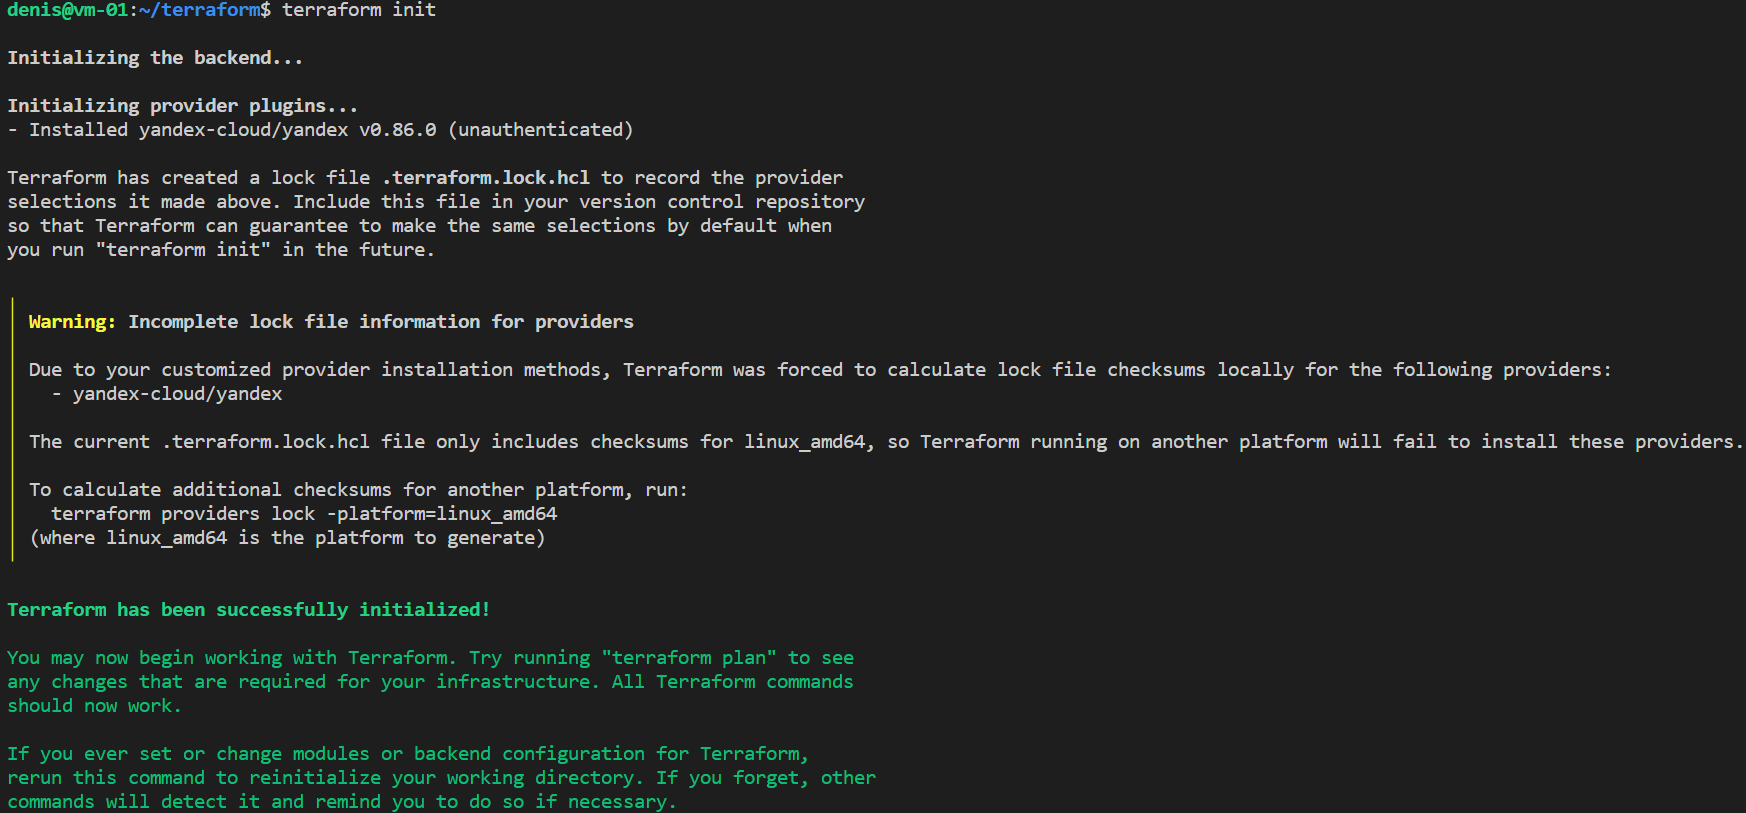 denis@vm-01:~/terraform$ terraform init
Initializing the backend...
Initializing provider plugins...
- Installed yandex-cloud/yandex v0.86.0 (unauthenticated)
Terraform has created a lock file .terraform.lock.hcl to record the provider
selections it made above. Include this file in your version control repository
so that Terraform can guarantee to make the same selections by default when
you run "terraform init" in the future.
Warning: Incomplete lock file information for providers
Due to your customized provider installation methods, Terraform was forced to calculate lock file checksums locally for the following providers:
- yandex-cloud/yandex
The current .terraform.lock.hcl file only includes checksums for linux_amd64, so Terraform running on another platform will fail to install these providers.
To calculate additional checksums for another platform, run:
terraform providers lock -platform=linux_amd64
(where linux_amd64 is the platform to generate)
Terraform has been successfully initialized!
You may now begin working with Terraform. Try running "terraform plan" to see
any changes that are required for your infrastructure. All Terraform commands
should now work.
If you ever set or change modules or backend configuration for Terraform,
rerun this command to reinitialize your working directory. If you forget, other
commands will detect it and remind you to do so if necessary.